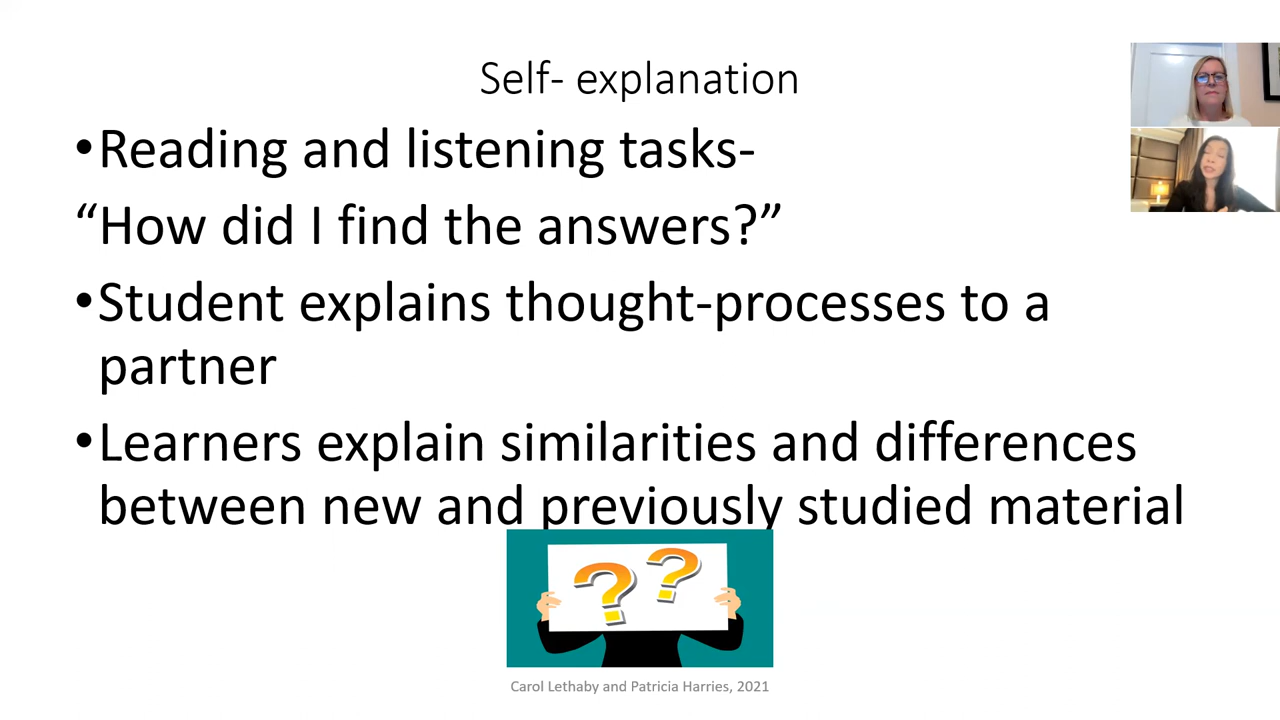 Self- explanation
•Reading and listening tasks-
“How did I find the answers?”
•Student explains thought-processes to a
partner
•Learners explain similarities and differences
between new and previously studied material
? ?
Carol Lethaby and Patricia Harries, 2021